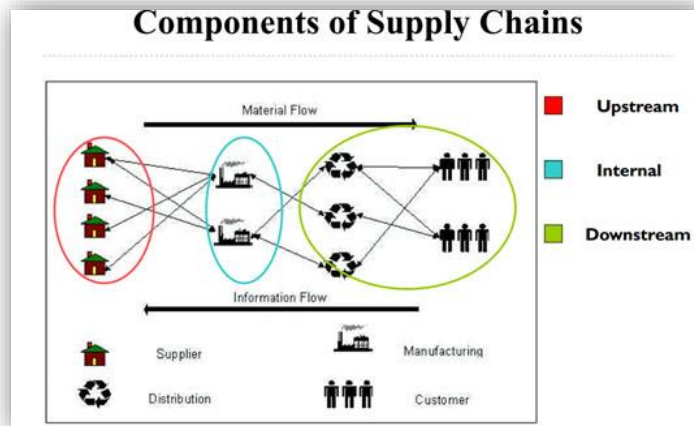 Components of Supply Chains
Material Flow
Upstream
Internal
Downstream
Information Flow
Supplier
Manufacturing
Distribution
Customer